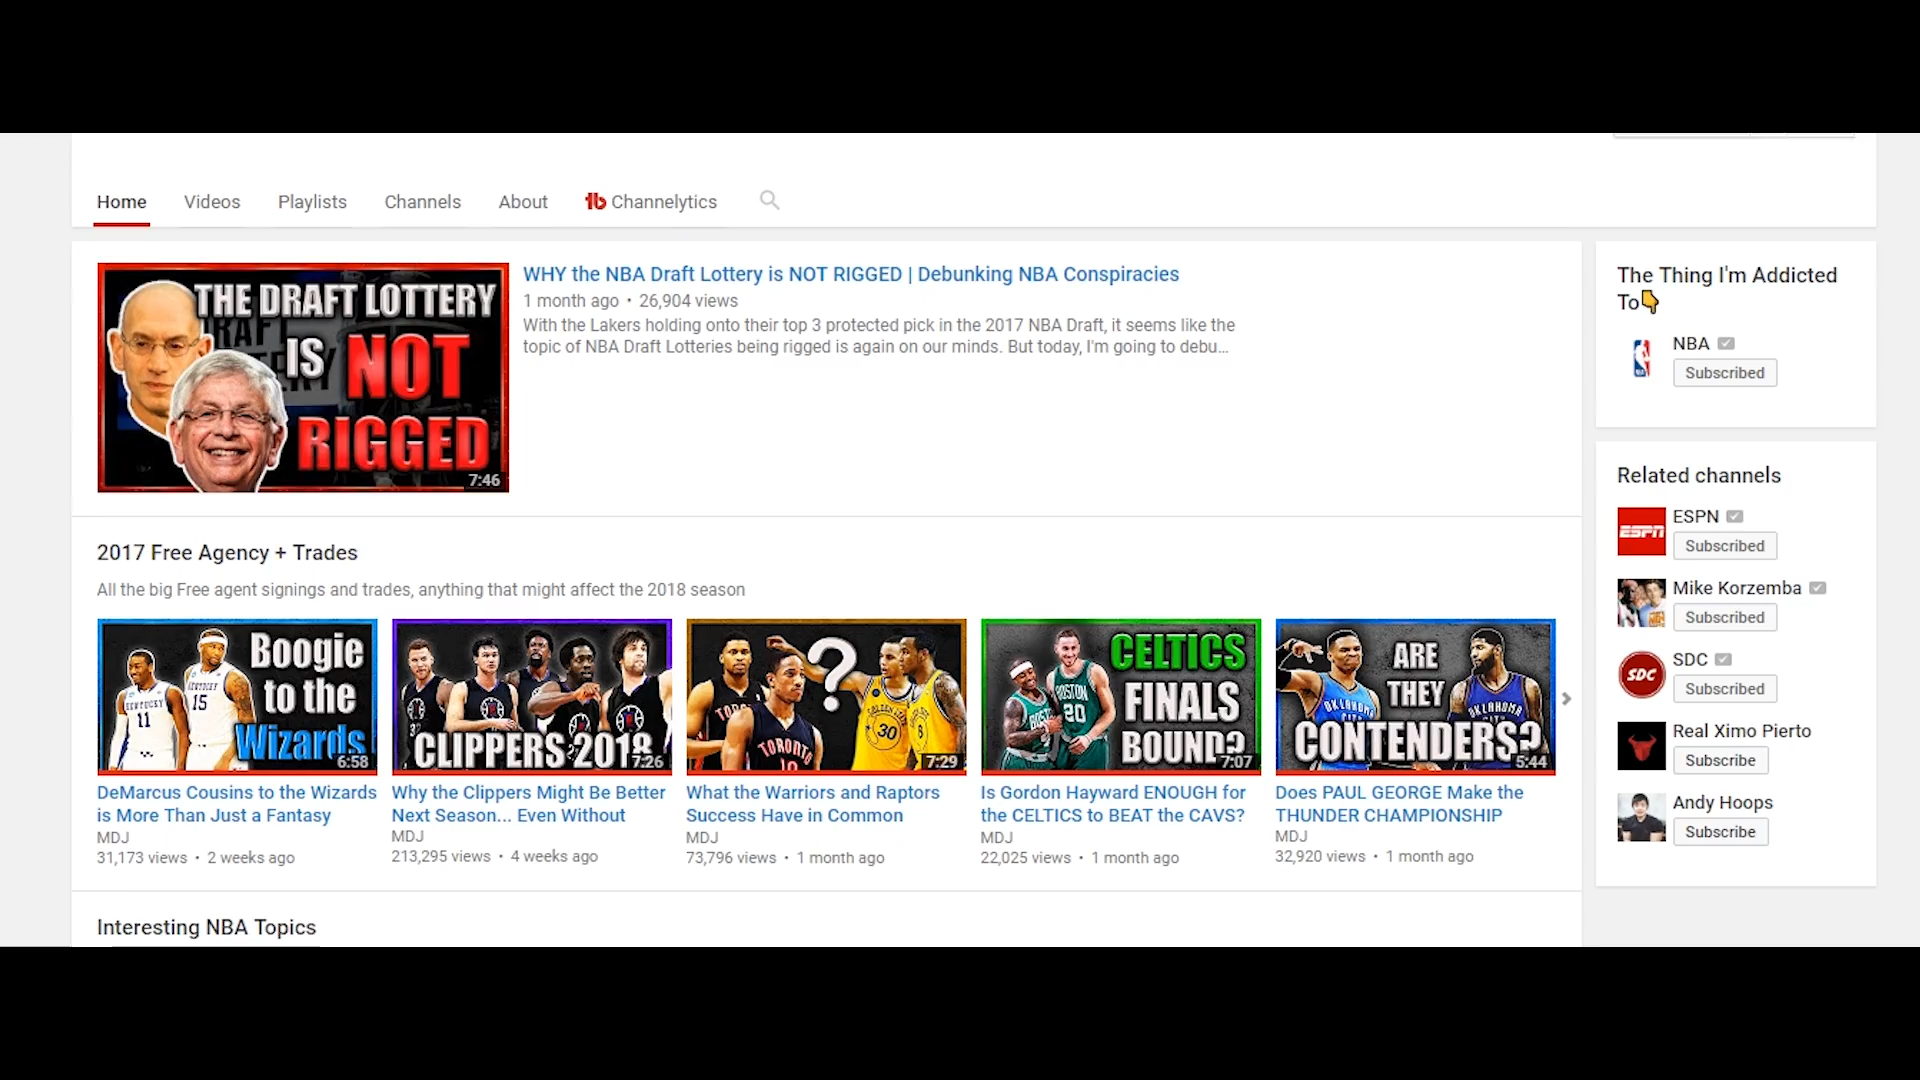 Home Videos Playlists Channels About Channelytics
THE DRAFT LOTTERY
IS NOT
RIGGED
7:46
WHY the NBA Draft Lottery is NOT RIGGED | Debunking NBA Conspiracies
1 month ago • 26,904 views
With the Lakers holding onto their top 3 protected pick in the 2017 NBA Draft, it seems like the
topic of NBA Draft Lotteries being rigged is again on our minds. But today, I'm going to debu...
2017 Free Agency + Trades
All the big Free agent signings and trades, anything that might affect the 2018 season
Boogie
to the
Wizards
KENTUCKY
11
KENTUCKY
15
6:58
DeMarcus Cousins to the Wizards
is More Than Just a Fantasy
MDJ
31,173 views • 2 weeks ago
CLIPPERS 2018
7:26
Why the Clippers Might Be Better
Next Season... Even Without
MDJ
213,295 views • 4 weeks ago
?
TORONTO
30
7:29
What the Warriors and Raptors
Success Have in Common
MDJ
73,796 views • 1 month ago
CELTICS
FINALS
BOUND?
BOSTON
20
7:07
Is Gordon Hayward ENOUGH for
the CELTICS to BEAT the CAVS?
MDJ
22,025 views • 1 month ago
ARE
THEY
CONTENDERS?
OKLAHOMA
OKLAHOMA
5:44
Does PAUL GEORGE Make the
THUNDER CHAMPIONSHIP
MDJ
32,920 views • 1 month ago
Interesting NBA Topics
The Thing I'm Addicted
To👇
NBA
Subscribed
Related channels
ESPN
ESPN
Subscribed
Mike Korzemba
Subscribed
SDC
SDC
Subscribed
Real Ximo Pierto
Subscribe
Andy Hoops
Subscribe